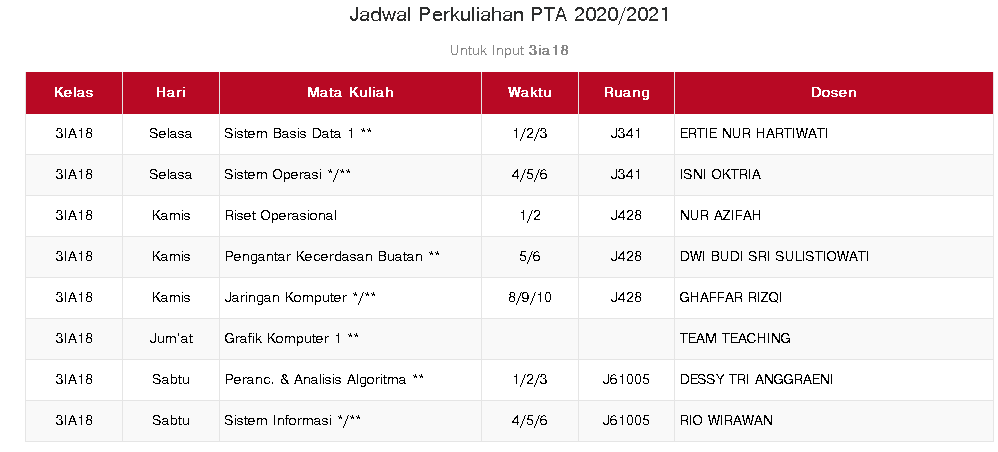 Jadwal Perkuliahan PTA 2020/2021
Untuk Input 3ia18
Kelas Hari Mata Kuliah Waktu Ruang Dosen
3IA18 Selasa Sistem Basis Data 1 ** 1/2/3 J341 ERTIE NUR HARTIWATI
3IA18 Selasa Sistem Operasi */** 4/5/6 J341 ISNI OKTRIA
3IA18 Kamis Riset Operasional 1/2 J428 NUR AZIFAH
3IA18 Kamis Pengantar Kecerdasan Buatan ** 5/6 J428 DWI BUDI SRI SULISTIOWATI
3IA18 Kamis Jaringan Komputer */** 8/9/10 J428 GHAFFAR RIZQI
3IA18 Jum'at Grafik Komputer 1 ** TEAM TEACHING
3IA18 Sabtu Peranc. & Analisis Algoritma ** 1/2/3 J61005 DESSY TRI ANGGRAENI
3IA18 Sabtu Sistem Informasi */** 4/5/6 J61005 RIO WIRAWAN